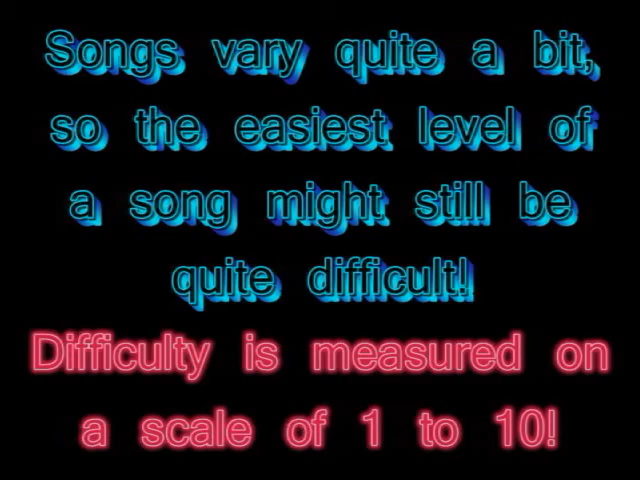 Songs vary quite a bit,
so the easiest level of
a song might still be
quite difficult!
Difficulty is measured on
a scale of 1 to 10!